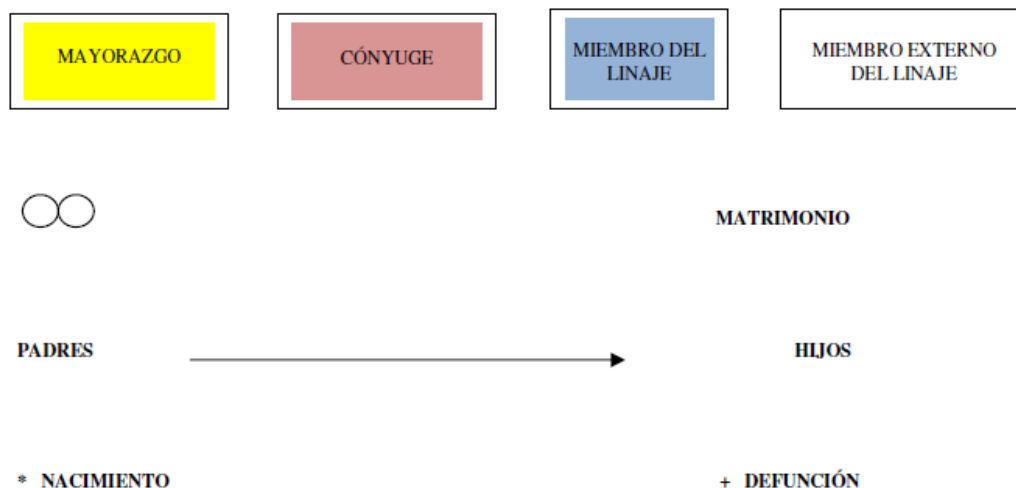 MAYORAZGO
CÓNYUGE
MIEMBRO DEL
LINAJE
MIEMBRO EXTERNO
DEL LINAJE
MATRIMONIO
PADRES
HIJOS
* NACIMIENTO
+ DEFUNCIÓN